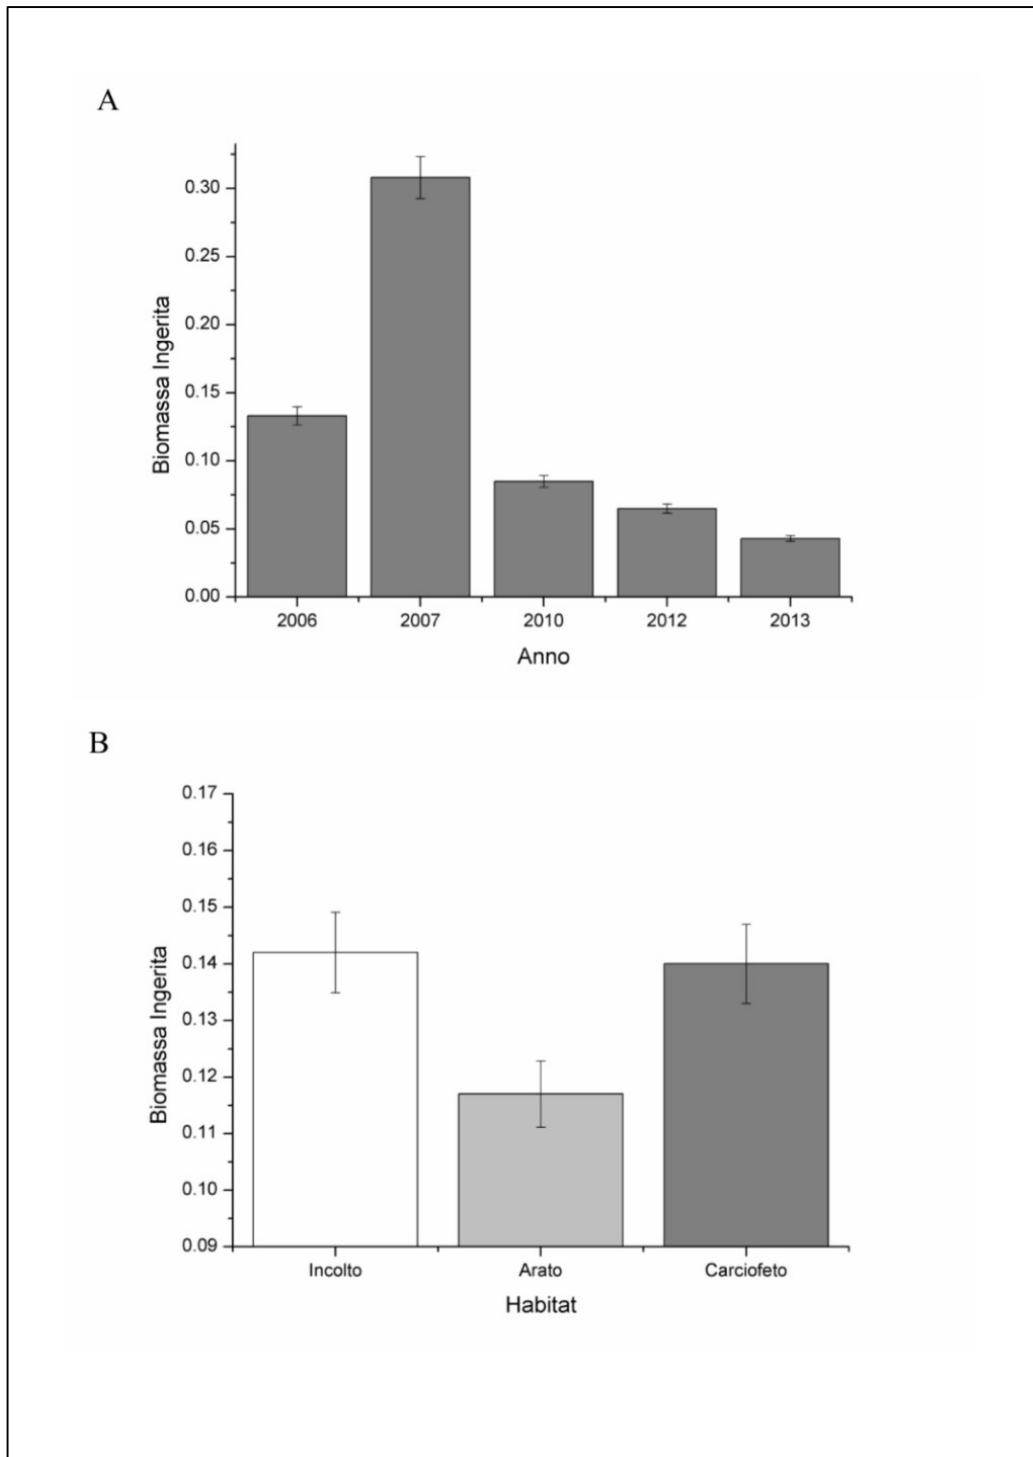 A
0.30
0.25
0.20
0.15
0.10
0.05
0.00
Biomassa Ingerita
2006 2007 2010 2012 2013
Anno
B
0.17
0.16
0.15
0.14
0.13
0.12
0.11
0.10
0.09
Biomassa Ingerita
Incolto Arato Carciofeto
Habitat